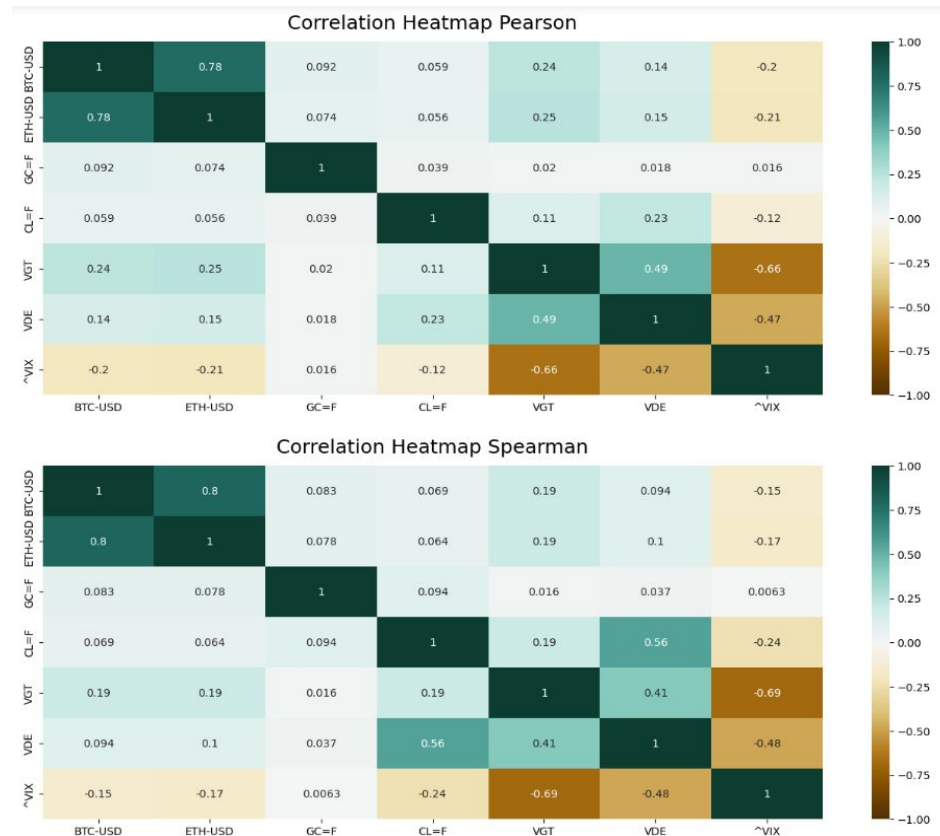 Correlation Heatmap Pearson
BTC-USD 1 0.78 0.092 0.059 0.24 0.14 -0.2
ETH-USD 0.78 1 0.074 0.056 0.25 0.15 -0.21
GC=F 0.092 0.074 1 0.039 0.02 0.018 0.016
CL=F 0.059 0.056 0.039 1 0.11 0.23 -0.12
VGT 0.24 0.25 0.02 0.11 1 0.49 -0.66
VDE 0.14 0.15 0.018 0.23 0.49 1 -0.47
^VIX -0.2 -0.21 0.016 -0.12 -0.66 -0.47 1
BTC-USD ETH-USD GC=F CL=F VGT VDE ^VIX
1.00
0.75
0.50
0.25
0.00
−0.25
−0.50
−0.75
−1.00
Correlation Heatmap Spearman
BTC-USD 1 0.8 0.083 0.069 0.19 0.094 -0.15
ETH-USD 0.8 1 0.078 0.064 0.19 0.1 -0.17
GC=F 0.083 0.078 1 0.094 0.016 0.037 0.0063
CL=F 0.069 0.064 0.094 1 0.19 0.56 -0.24
VGT 0.19 0.19 0.016 0.19 1 0.41 -0.69
VDE 0.094 0.1 0.037 0.56 0.41 1 -0.48
^VIX -0.15 -0.17 0.0063 -0.24 -0.69 -0.48 1
BTC-USD ETH-USD GC=F CL=F VGT VDE ^VIX
1.00
0.75
0.50
0.25
0.00
−0.25
−0.50
−0.75
−1.00